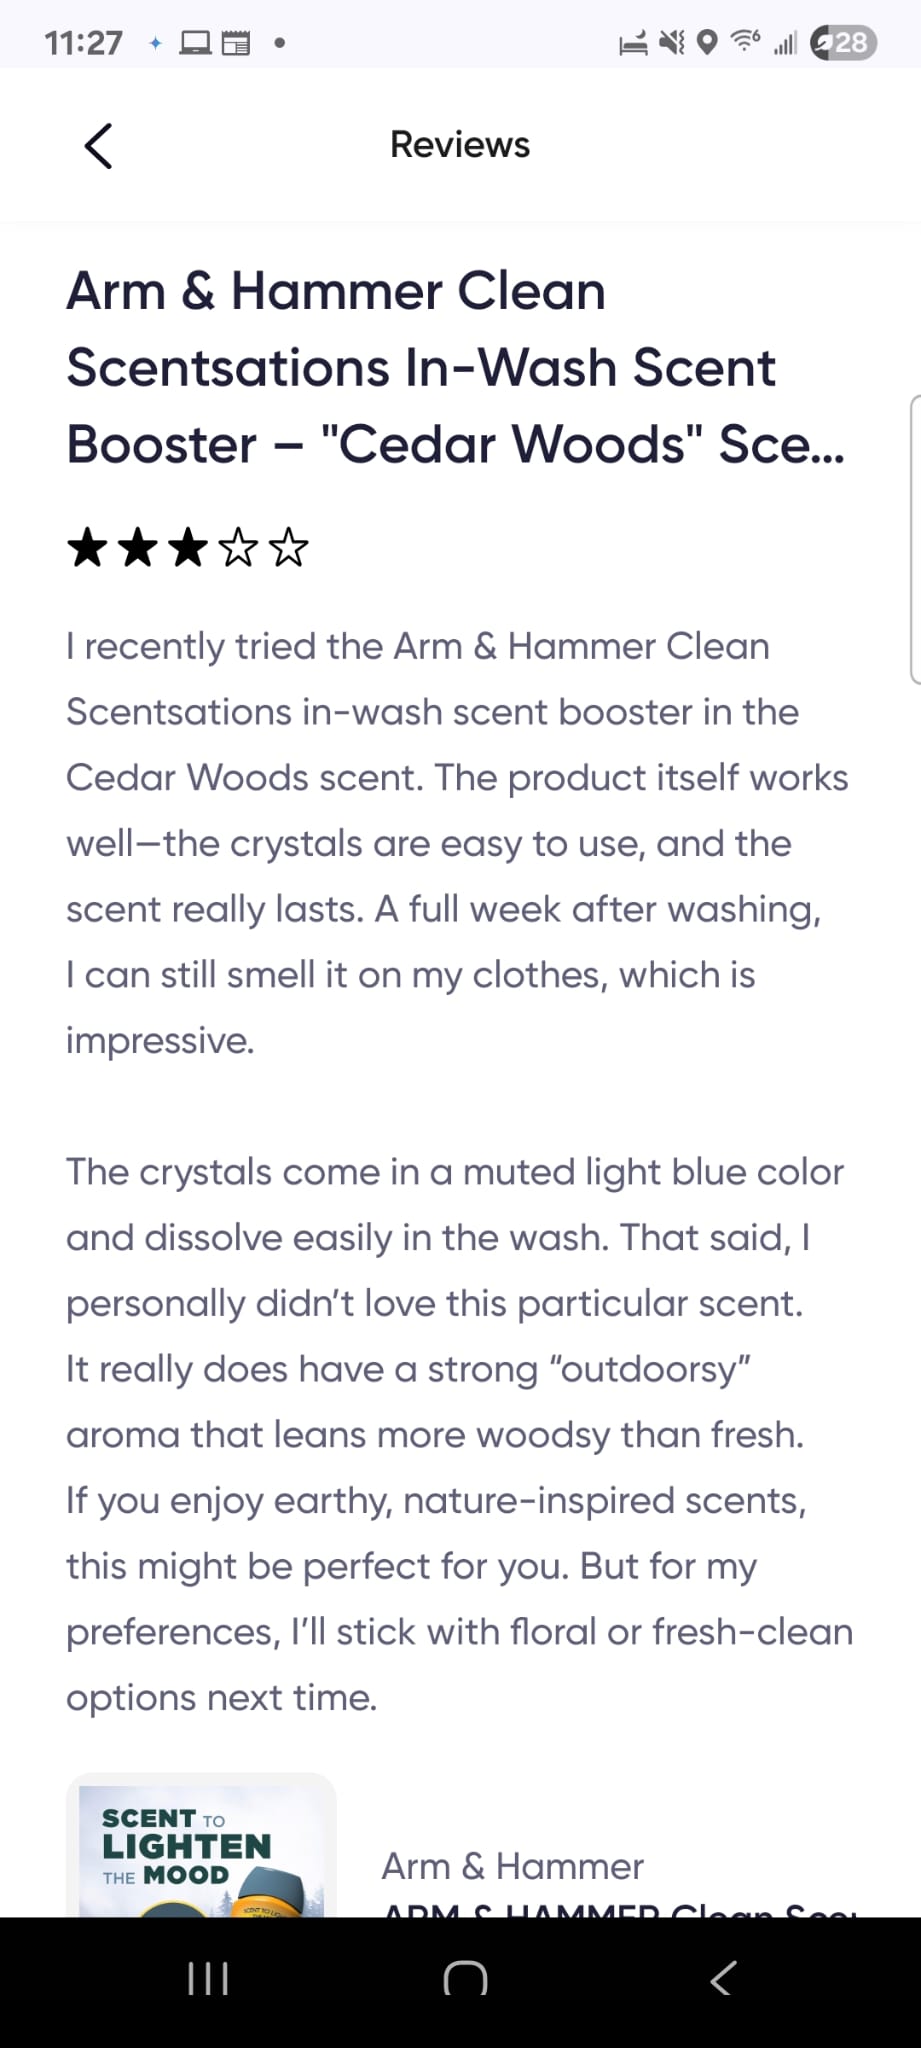 11:27
6
28
Reviews
Arm & Hammer Clean
Scentsations In-Wash Scent
Booster – "Cedar Woods" Sce...
I recently tried the Arm & Hammer Clean
Scentsations in-wash scent booster in the
Cedar Woods scent. The product itself works
well—the crystals are easy to use, and the
scent really lasts. A full week after washing,
I can still smell it on my clothes, which is
impressive.
The crystals come in a muted light blue color
and dissolve easily in the wash. That said, I
personally didn’t love this particular scent.
It really does have a strong “outdoorsy”
aroma that leans more woodsy than fresh.
If you enjoy earthy, nature-inspired scents,
this might be perfect for you. But for my
preferences, I’ll stick with floral or fresh-clean
options next time.
SCENT TO
LIGHTEN
THE MOOD
Arm & Hammer
ARM & HAMMER Clean